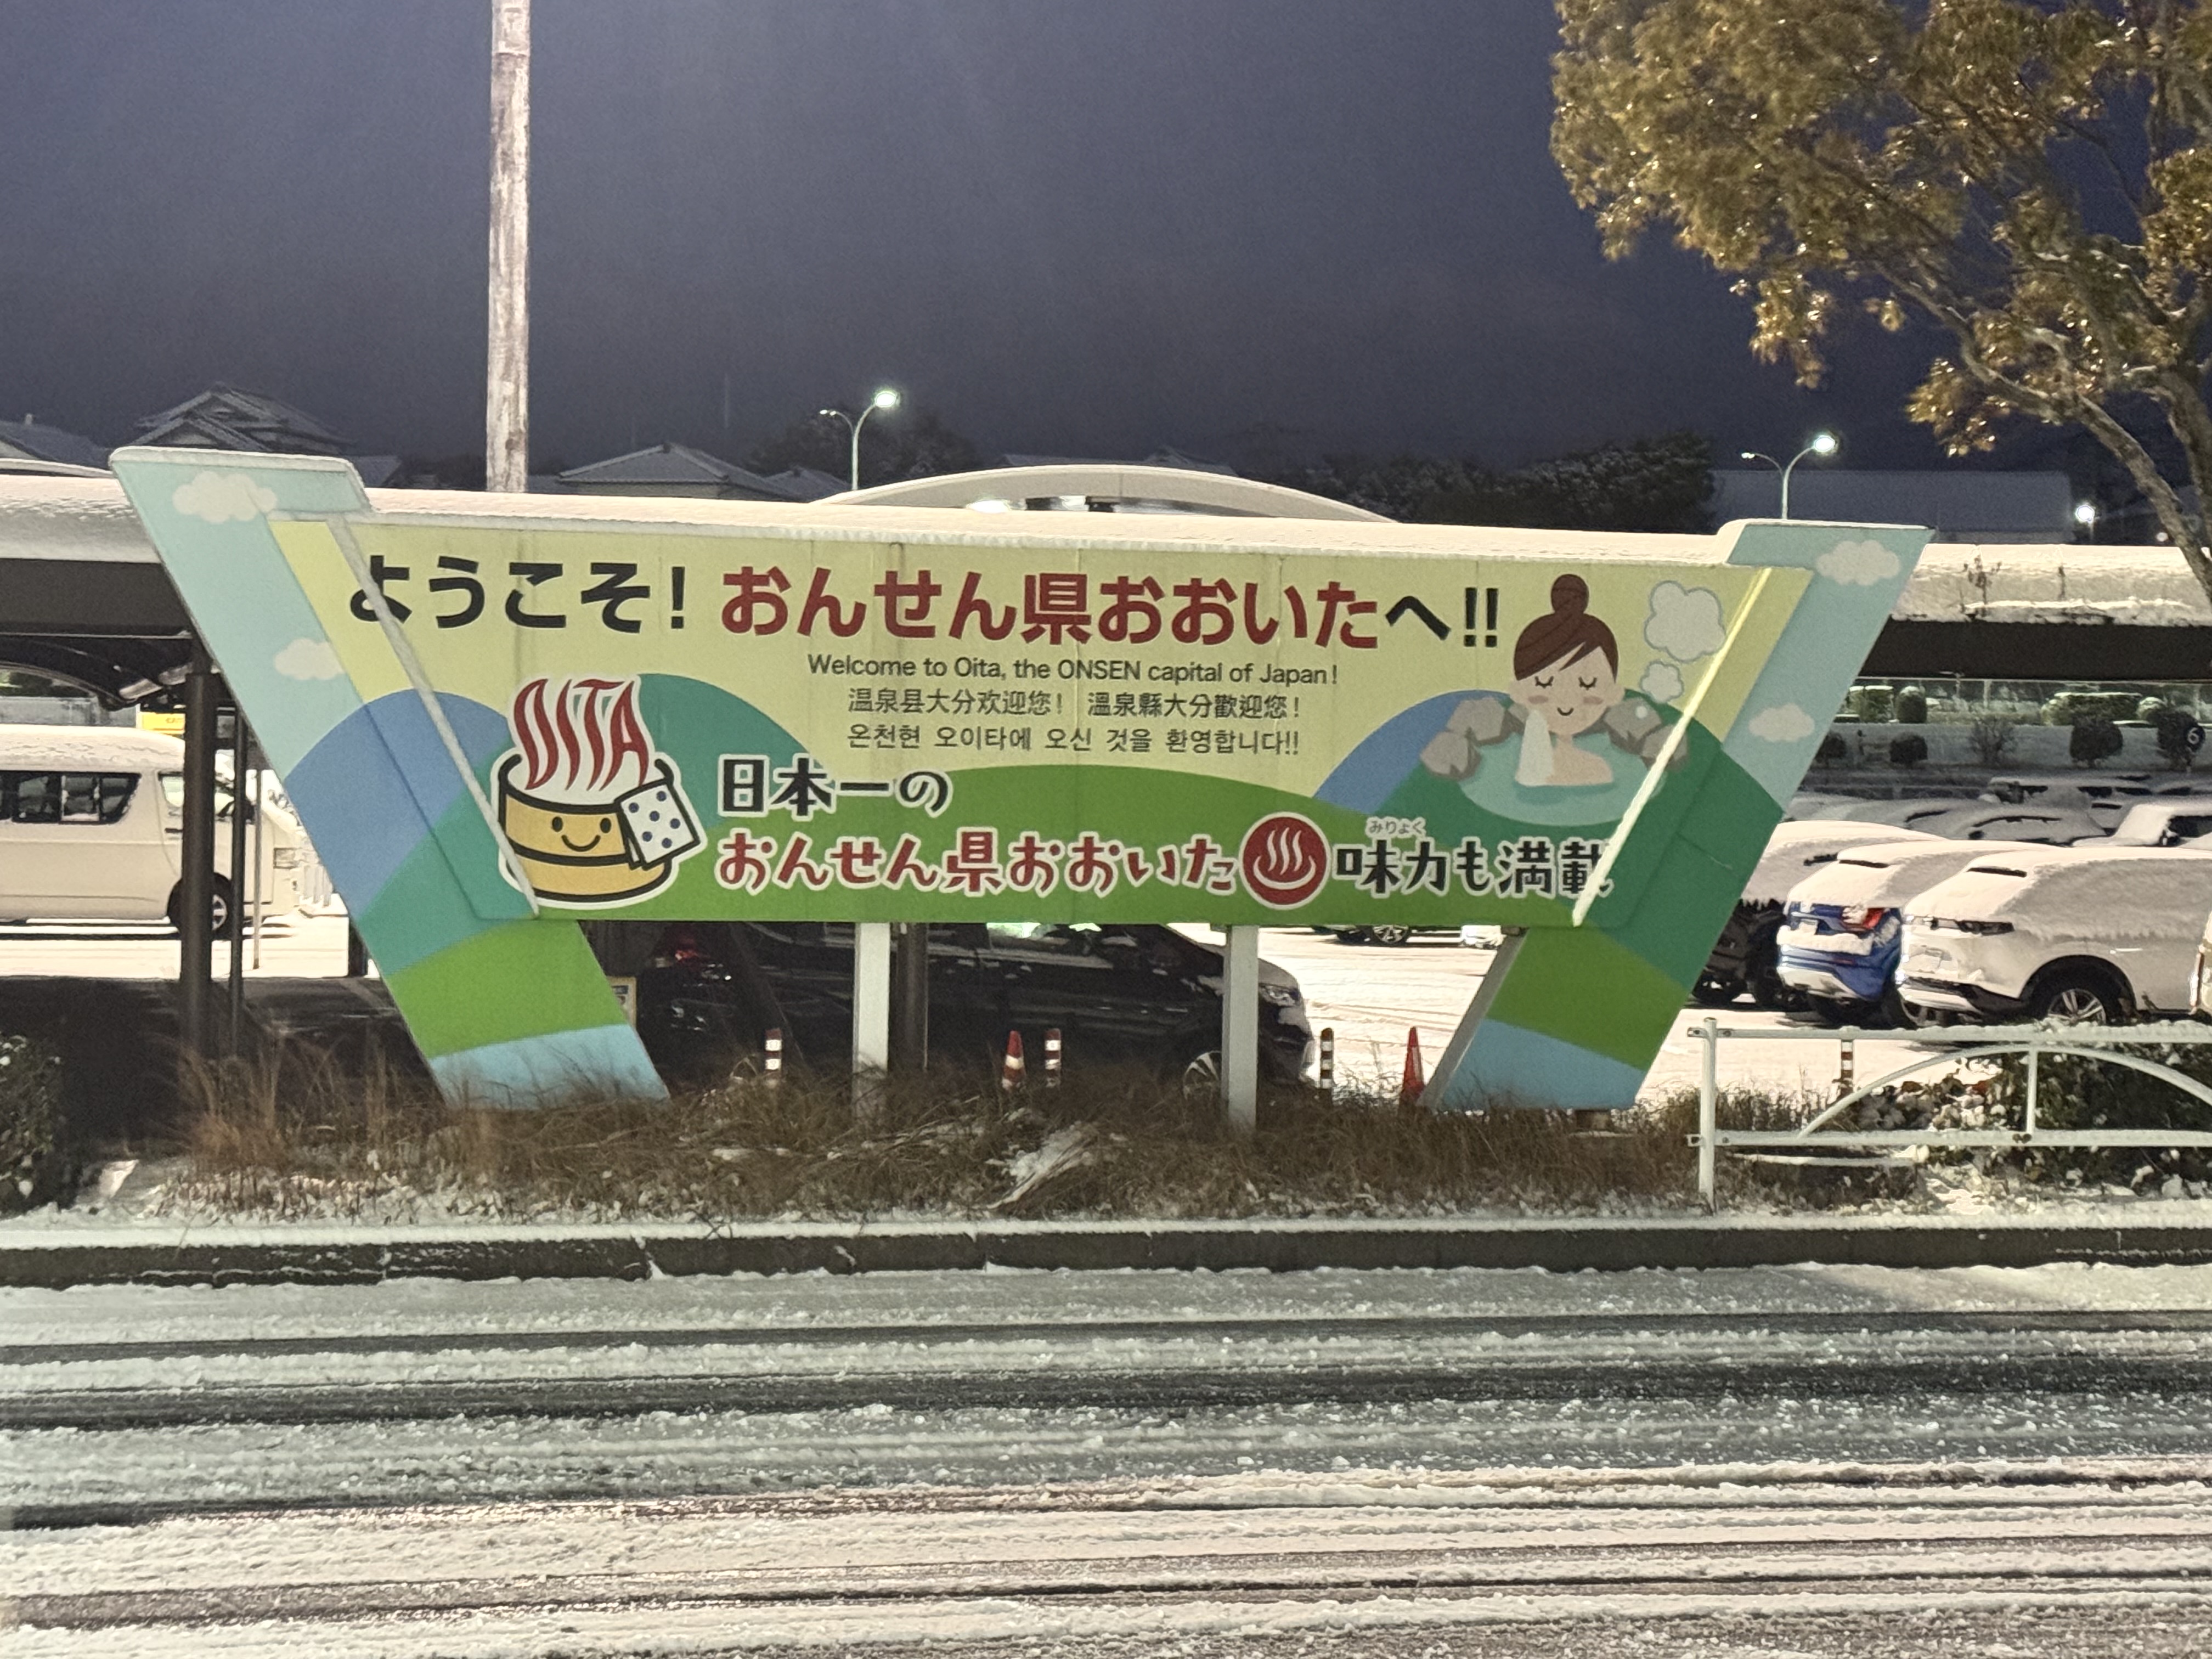 ようこそ! おんせん県おおいたへ!!
Welcome to Oita, the ONSEN capital of Japan!
温泉县大分欢迎您! 溫泉縣大分歡迎您!
온천현 오이타에 오신 것을 환영합니다!!
OITA
日本一の
みりょく
おんせん県おおいた♨味力も満載
6